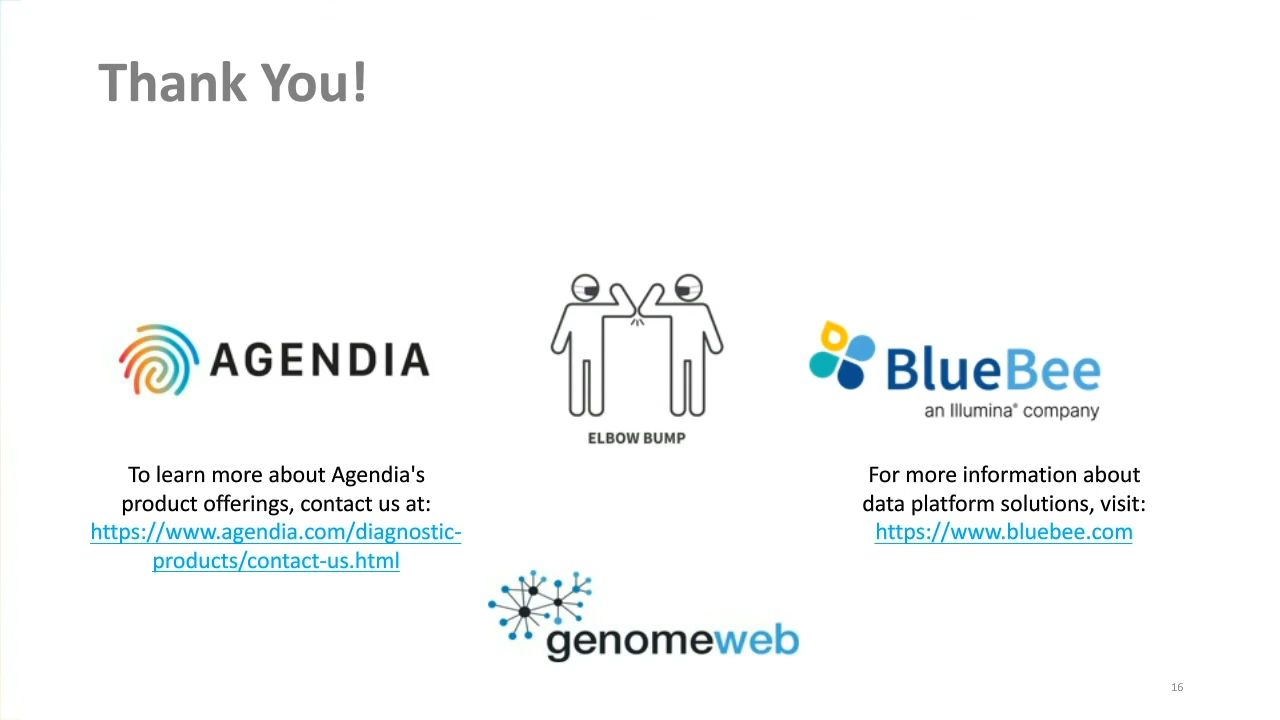 Thank You!
AGENDIA
ELBOW BUMP
BlueBee
an Illumina® company
To learn more about Agendia's
product offerings, contact us at:
https://www.agendia.com/diagnostic-
products/contact-us.html
For more information about
data platform solutions, visit:
https://www.bluebee.com
genomeweb
16